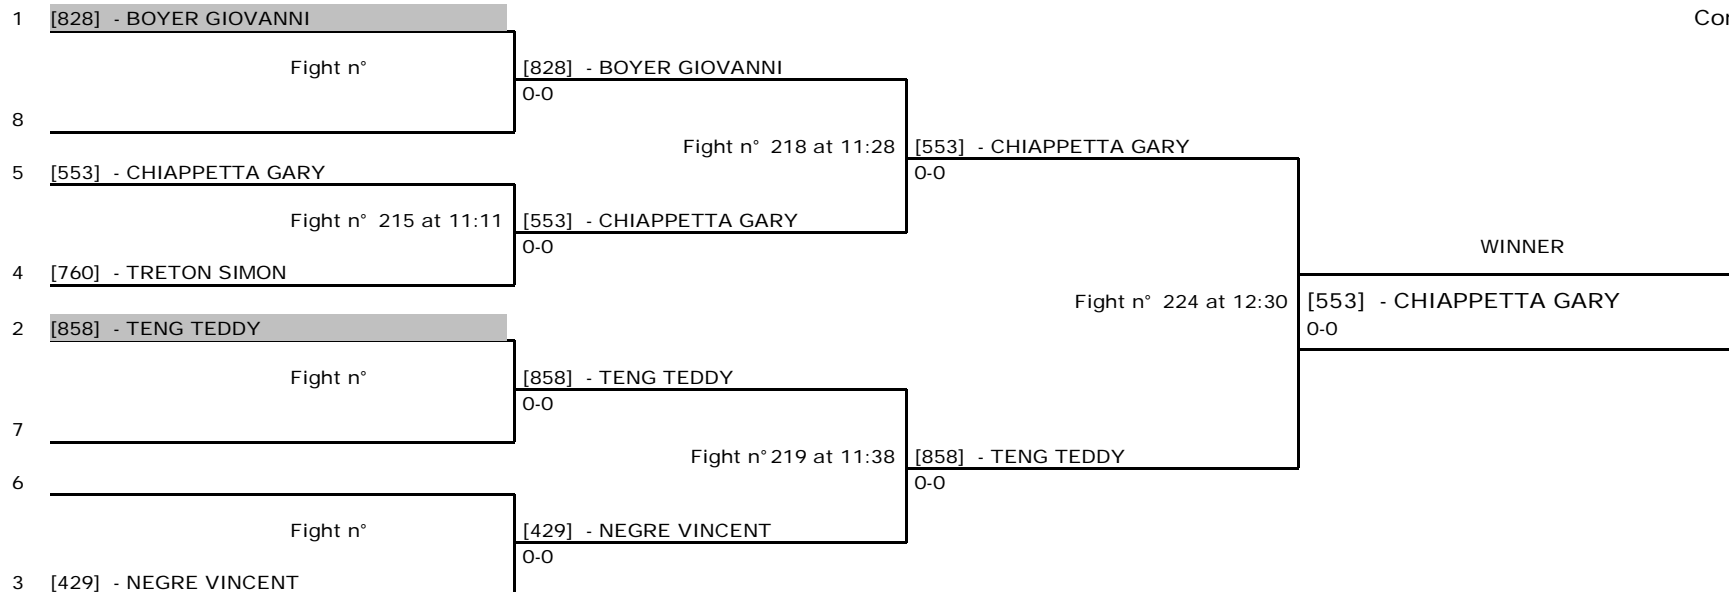 1 [828] - BOYER GIOVANNI
Cor
Fight n°
[828] - BOYER GIOVANNI
0-0
8
Fight n° 218 at 11:28
[553] - CHIAPPETTA GARY
0-0
5 [553] - CHIAPPETTA GARY
Fight n° 215 at 11:11
[553] - CHIAPPETTA GARY
0-0
WINNER
4 [760] - TRETON SIMON
Fight n° 224 at 12:30
[553] - CHIAPPETTA GARY
0-0
2 [858] - TENG TEDDY
Fight n°
[858] - TENG TEDDY
0-0
7
Fight n° 219 at 11:38
[858] - TENG TEDDY
0-0
6
Fight n°
[429] - NEGRE VINCENT
0-0
3 [429] - NEGRE VINCENT